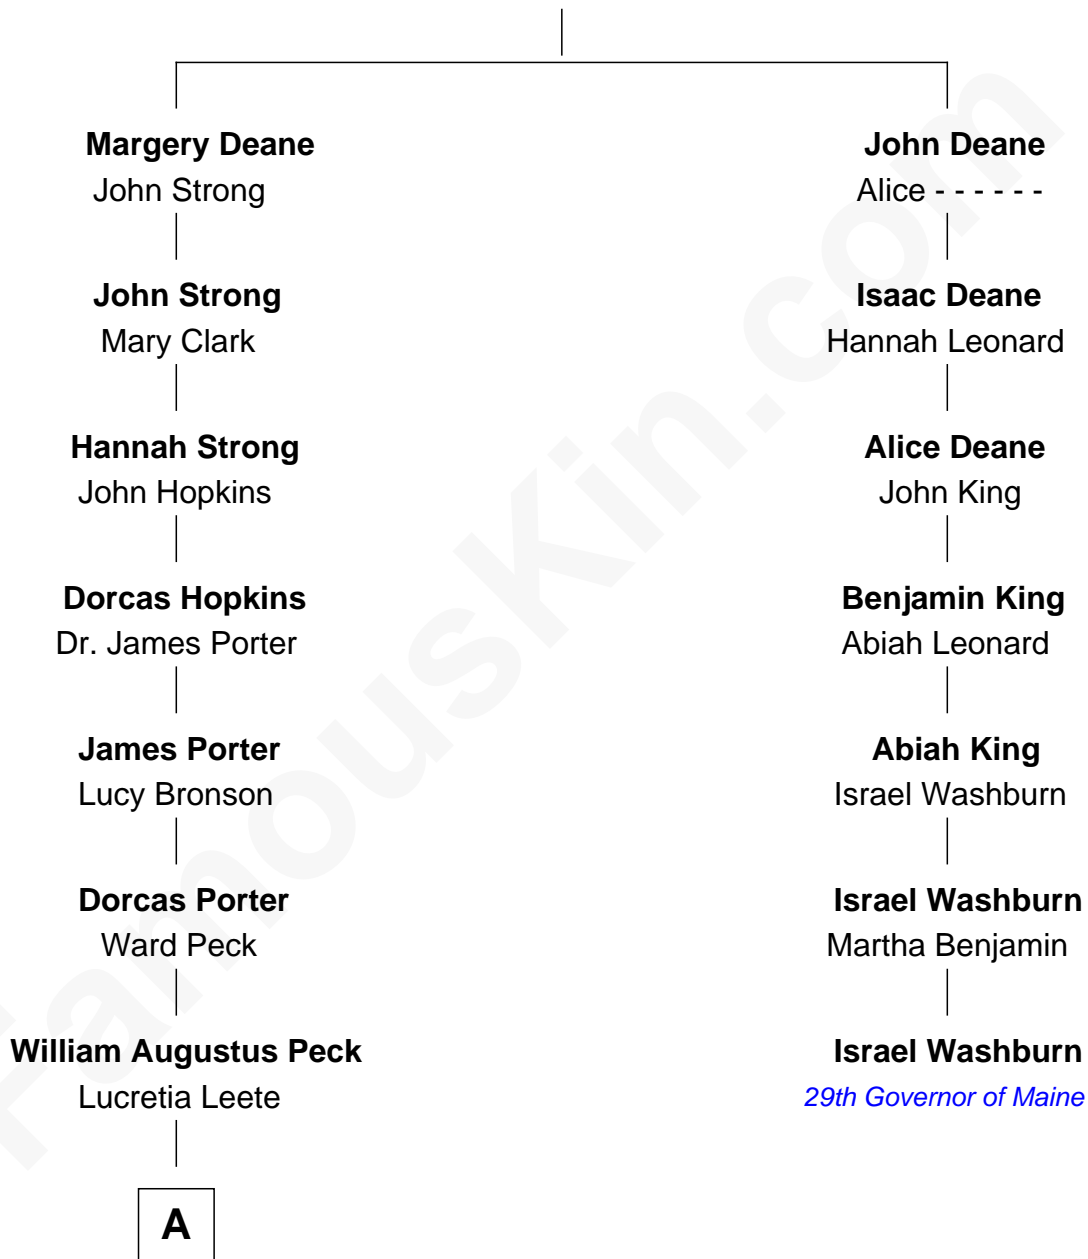 Margery Deane
John Strong
John Strong
Mary Clark
Hannah Strong
John Hopkins
Dorcas Hopkins
Dr. James Porter
James Porter
Lucy Bronson
Dorcas Porter
Ward Peck
William Augustus Peck
Lucretia Leete
A
John Deane
Alice - - - - - -
Isaac Deane
Hannah Leonard
Alice Deane
John King
Benjamin King
Abiah Leonard
Abiah King
Israel Washburn
Israel Washburn
Martha Benjamin
Israel Washburn
29th Governor of Maine
FamousKin.com